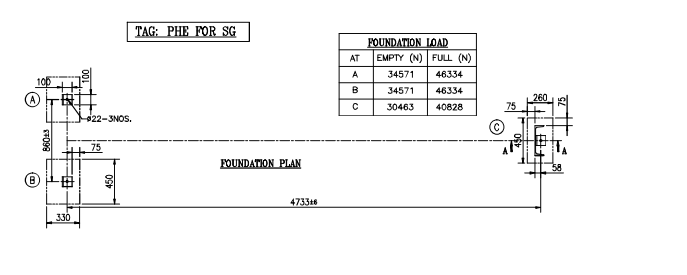 TAG: PHE FOR SG
FOUNDATION LOAD
AT EMPTY (N) FULL (N)
A 34571 46334
B 34571 46334
C 30463 40828
100
100
A
ø22-3NOS.
860±3
75
B
450
330
FOUNDATION PLAN
4733±6
260
75
75
C
450
A A
58